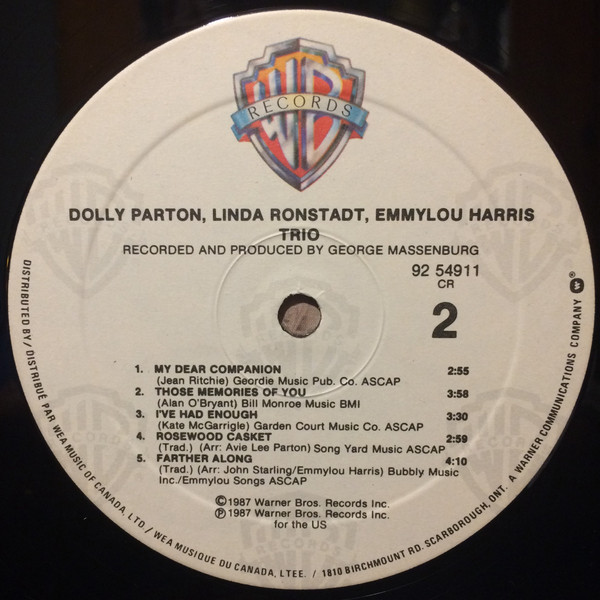 WB
RECORDS
DOLLY PARTON, LINDA RONSTADT, EMMYLOU HARRIS
TRIO
RECORDED AND PRODUCED BY GEORGE MASSENBURG
92 54911
CR
2
1. MY DEAR COMPANION 2:55
(Jean Ritchie) Geordie Music Pub. Co. ASCAP
2. THOSE MEMORIES OF YOU 3:58
(Alan O'Bryant) Bill Monroe Music BMI
3. I'VE HAD ENOUGH 3:30
(Kate McGarrigle) Garden Court Music Co. ASCAP
4. ROSEWOOD CASKET 2:59
(Trad.) (Arr: Avie Lee Parton) Song Yard Music ASCAP
5. FARTHER ALONG 4:10
(Trad.) (Arr: John Starling/Emmylou Harris) Bubbly Music
Inc./Emmylou Songs ASCAP
©1987 Warner Bros. Records Inc.
℗1987 Warner Bros. Records Inc.
for the US
DISTRIBUTED BY/ DISTRIBUÉ PAR WEA MUSIC OF CANADA, LTD./ WEA MUSIQUE DU CANADA, LTEE. / 1810 BIRCHMOUNT RD. SCARBOROUGH, ONT. A WARNER COMMUNICATIONS COMPANY W®